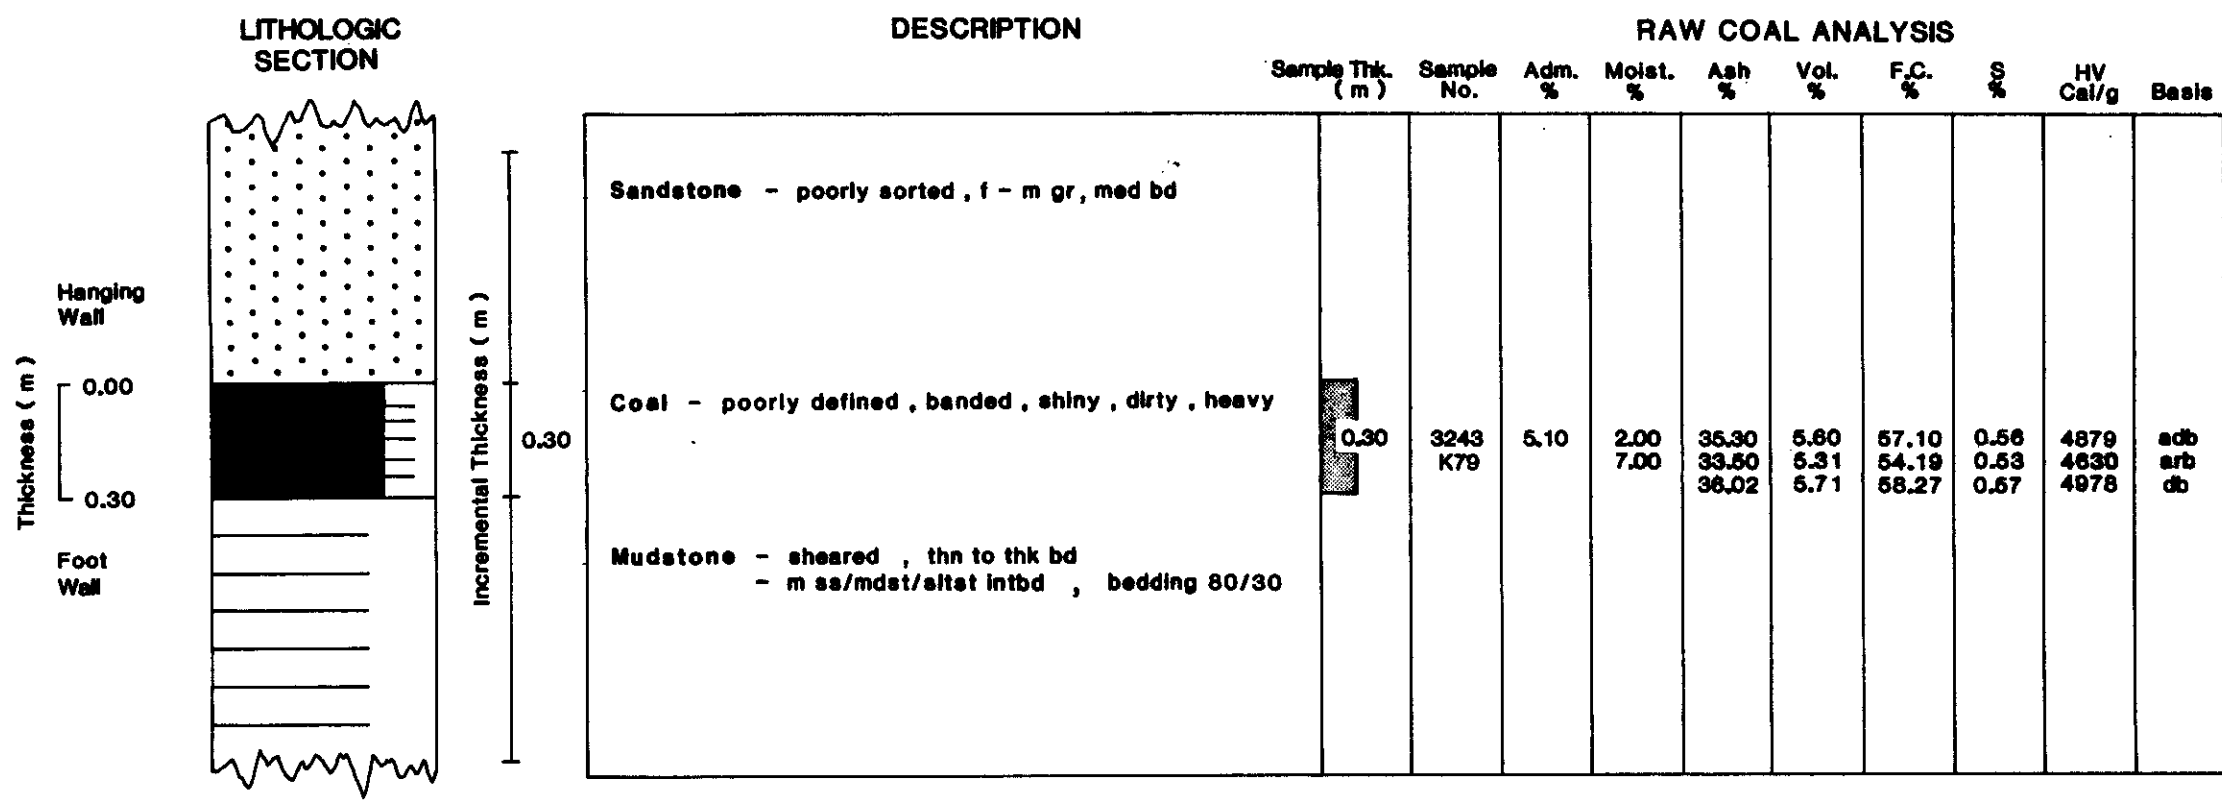 LITHOLOGIC
SECTION
DESCRIPTION
RAW COAL ANALYSIS
Sample Thk.
( m )
Sample
No.
Adm.
%
Moist.
%
Ash
%
Vol.
%
F.C.
%
S
%
HV
Cal/g
Basis
Sandstone - poorly sorted , f - m gr, med bd
Hanging
Wall
Thickness ( m )
0.00
0.30
Incremental Thickness ( m )
0.30
Coal - poorly defined , banded , shiny , dirty , heavy
0.30 3243 5.10 2.00 35.30 5.60 57.10 0.56 4879 adb
K79 7.00 33.50 5.31 54.19 0.53 4630 arb
36.02 5.71 58.27 0.57 4978 db
Foot
Wall
Mudstone - sheared , thn to thk bd
- m ss/mdst/sltst intbd , bedding 80/30